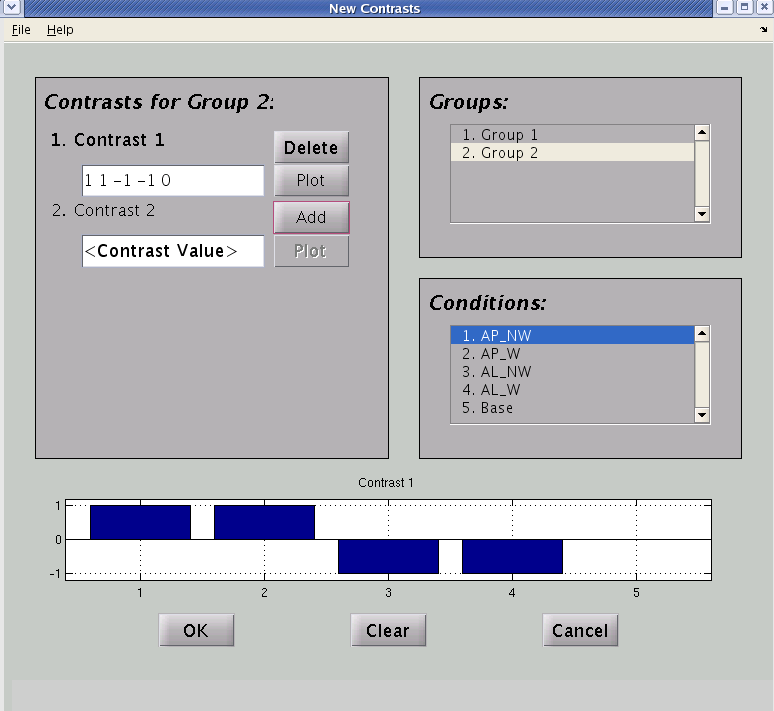 New Contrasts
File Help
Contrasts for Group 2:
1. Contrast 1
Delete
1 1 -1 -1 0
Plot
2. Contrast 2
Add
<Contrast Value>
Plot
Groups:
1. Group 1
2. Group 2
Conditions:
1. AP_NW
2. AP_W
3. AL_NW
4. AL_W
5. Base
Contrast 1
1
0
-1
1 2 3 4 5
OK Clear Cancel